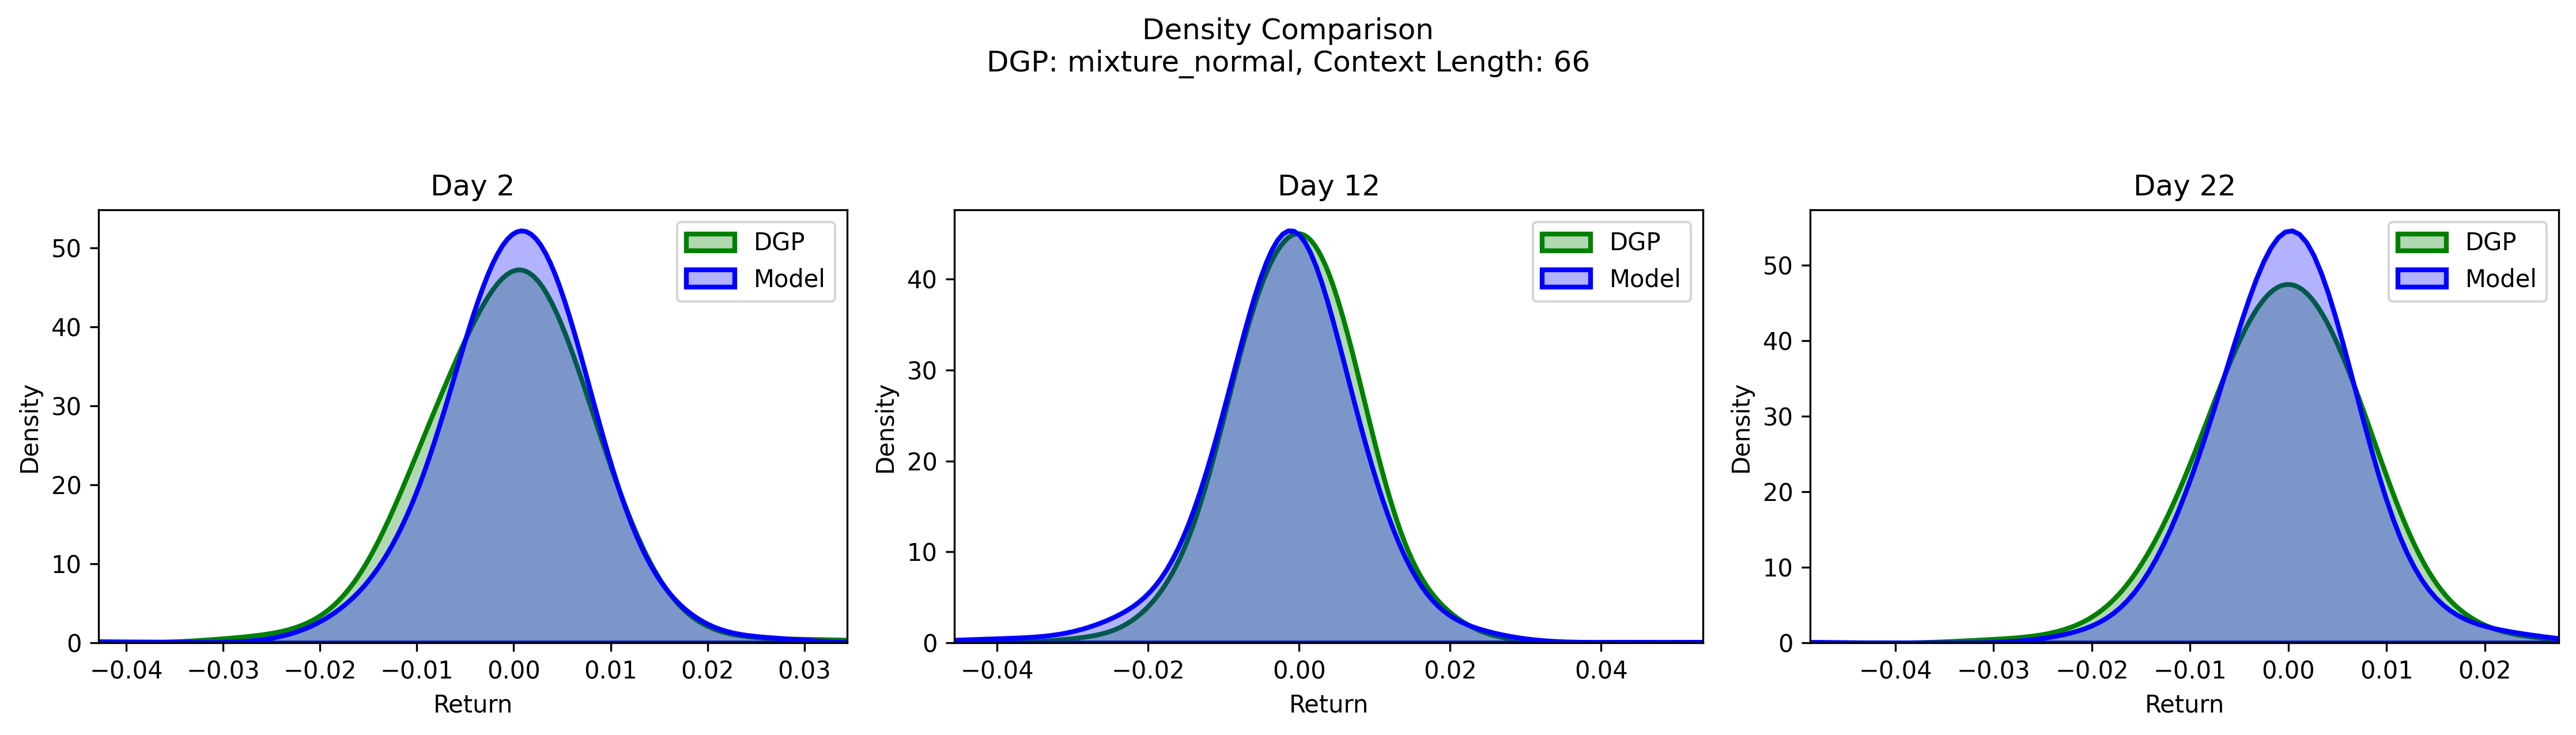 Density Comparison
DGP: mixture_normal, Context Length: 66
Day 2
Density
50
40
30
20
10
0
−0.04 −0.03 −0.02 −0.01 0.00 0.01 0.02 0.03
Return
DGP
Model
Day 12
Density
40
30
20
10
0
−0.04 −0.02 0.00 0.02 0.04
Return
DGP
Model
Day 22
Density
50
40
30
20
10
0
−0.04 −0.03 −0.02 −0.01 0.00 0.01 0.02
Return
DGP
Model